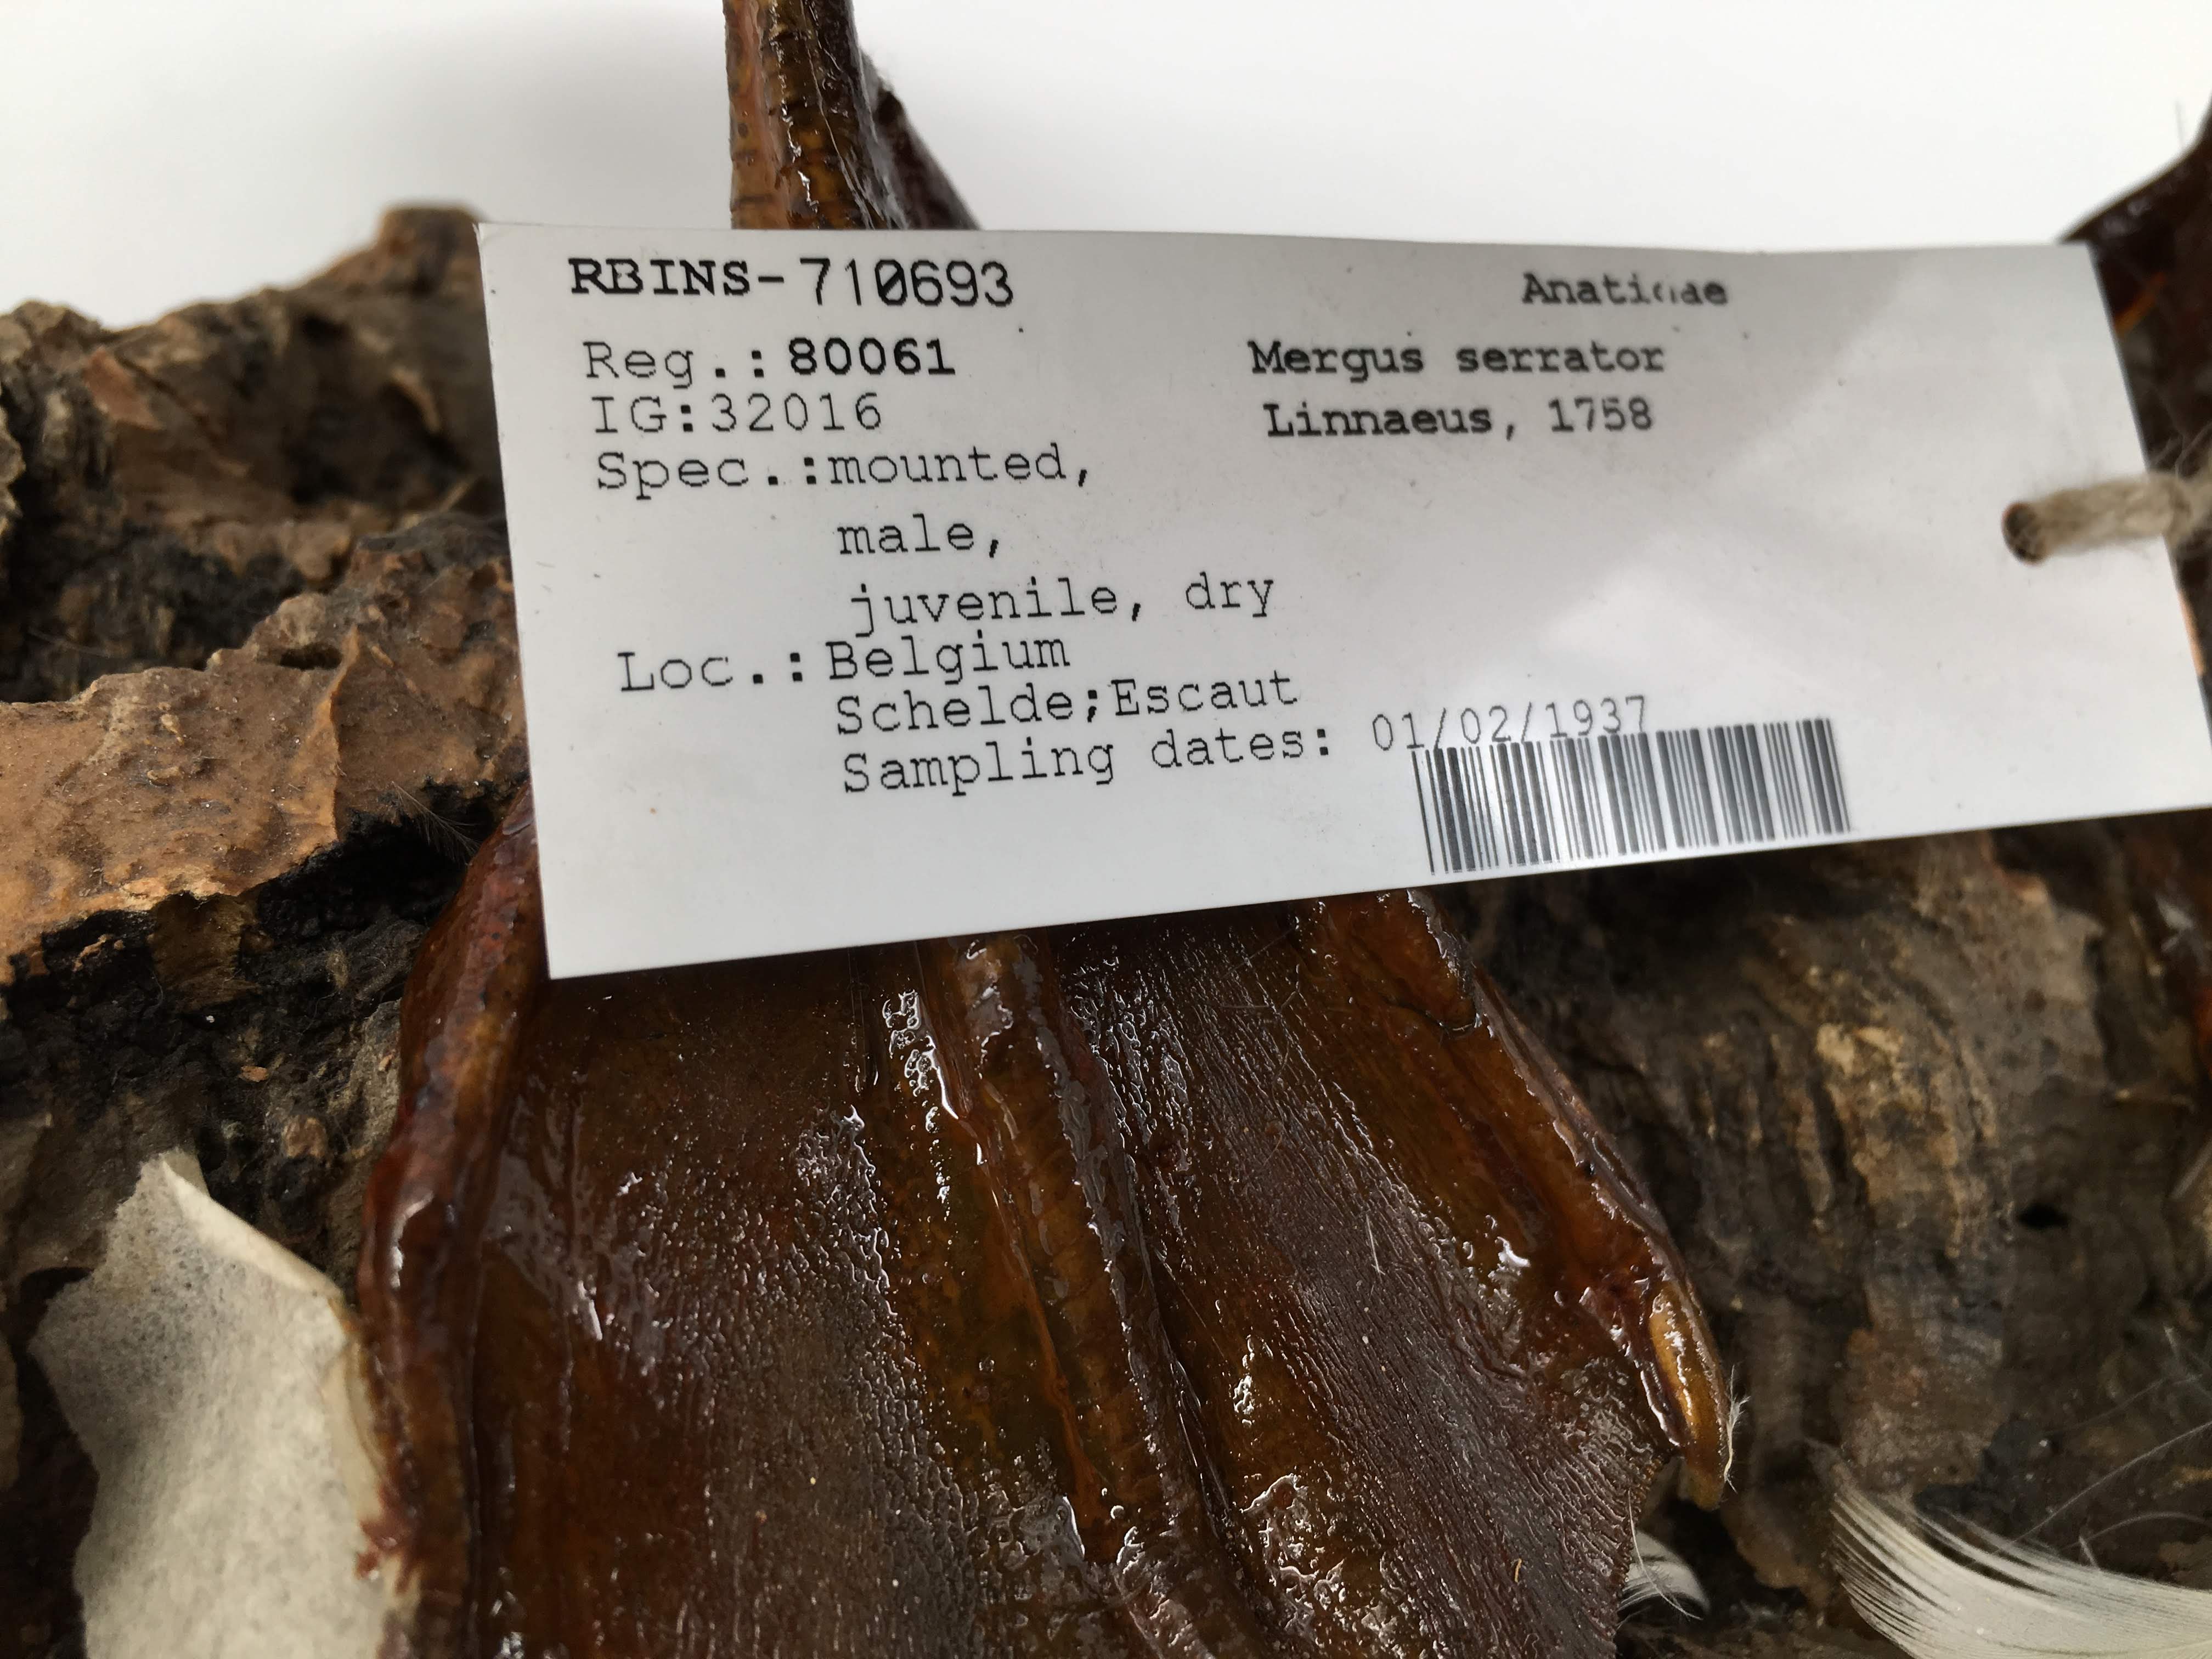 RBINS-710693
Anatidae
Reg.:80061
Mergus serrator
IG:32016
Linnaeus, 1758
Spec.:mounted,
male,
juvenile, dry
Loc.:Belgium
Schelde;Escaut
Sampling dates: 01/02/1937